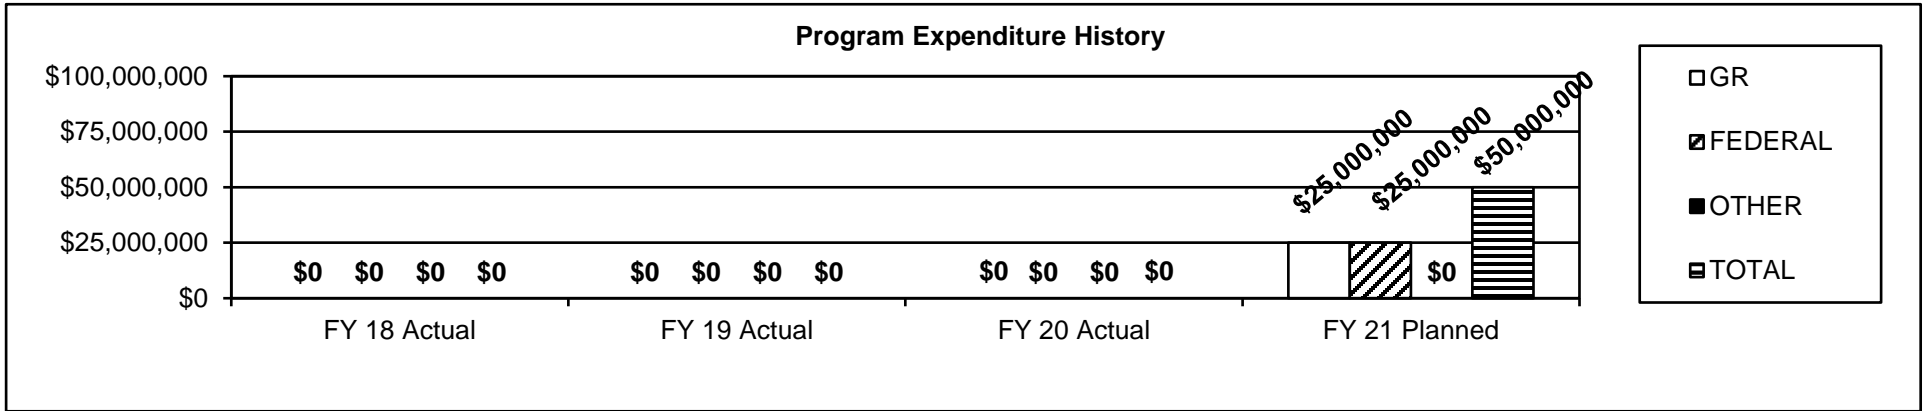 Program Expenditure History
$100,000,000
$75,000,000
$50,000,000
$25,000,000
$0
$0 $0 $0 $0
$0 $0 $0 $0
$0 $0 $0 $0
$25,000,000
$25,000,000
$0
$50,000,000
FY 18 Actual
FY 19 Actual
FY 20 Actual
FY 21 Planned
GR
FEDERAL
OTHER
TOTAL